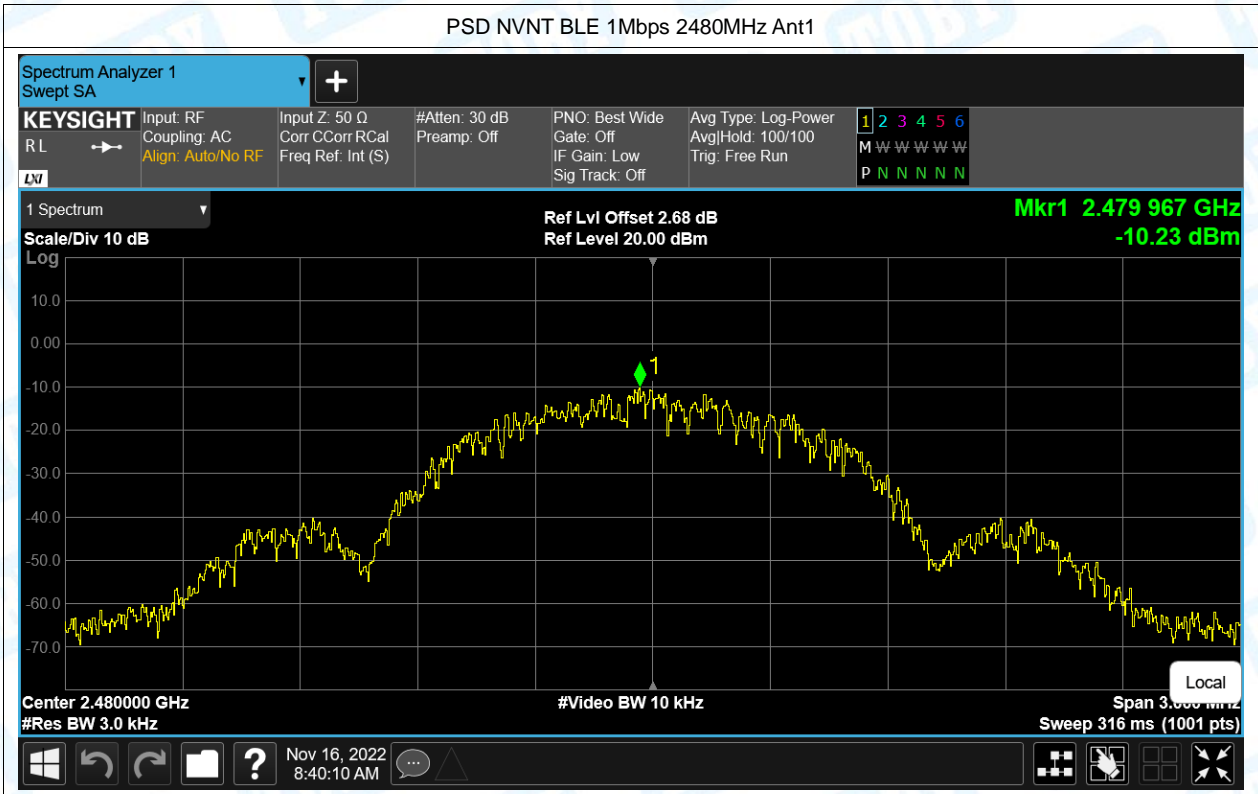 PSD NVNT BLE 1Mbps 2480MHz Ant1
Spectrum Analyzer 1
Swept SA
+
KEYSIGHT
R L
LXI
Input: RF
Coupling: AC
Align: Auto/No RF
Input Z: 50 Ω
Corr CCorr RCal
Freq Ref: Int (S)
#Atten: 30 dB
Preamp: Off
PNO: Best Wide
Gate: Off
IF Gain: Low
Sig Track: Off
Avg Type: Log-Power
Avg|Hold: 100/100
Trig: Free Run
1 2 3 4 5 6
M W W W W W W
P N N N N N
1 Spectrum
Scale/Div 10 dB
Ref Lvl Offset 2.68 dB
Ref Level 20.00 dBm
Mkr1 2.479 967 GHz
-10.23 dBm
Log
10.0
0.00
-10.0
-20.0
-30.0
-40.0
-50.0
-60.0
-70.0
1
Local
Center 2.480000 GHz
#Res BW 3.0 kHz
#Video BW 10 kHz
Span 3.000 MHz
Sweep 316 ms (1001 pts)
?
Nov 16, 2022
8:40:10 AM